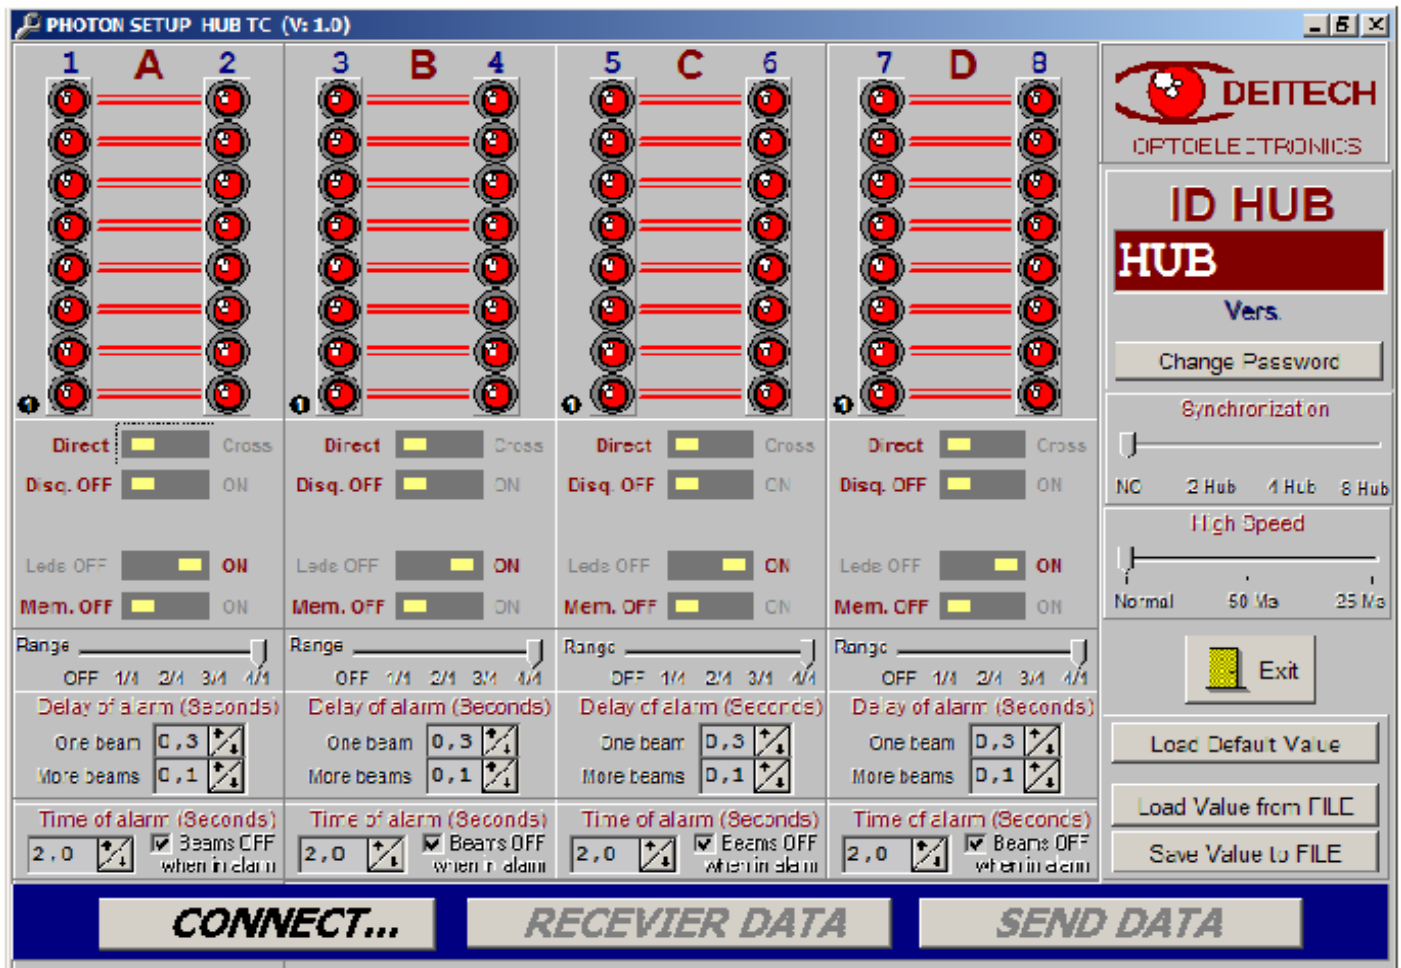 PHOTON SETUP HUB TC (V: 1.0)
1 A 2 3 B 4 5 C 6 7 D 8
DEITECH
OPTOELECTRONICS
ID HUB
HUB
Vers.
Change Password
1 1 1 1
Direct Cross Direct Cross Direct Cross Direct Cross
Disq. OFF ON Disq. OFF ON Disq. OFF ON Disq. OFF ON
Leds OFF ON Leds OFF ON Leds OFF ON Leds OFF ON
Mem. OFF ON Mem. OFF ON Mem. OFF ON Mem. OFF ON
Synchronization
NO 2 Hub 4 Hub 8 Hub
High Speed
Normal 50 Ms 25 Ms
Range Range Range Range
OFF 1/4 2/4 3/4 4/4 OFF 1/4 2/4 3/4 4/4 OFF 1/4 2/4 3/4 4/4 OFF 1/4 2/4 3/4 4/4
Exit
Delay of alarm (Seconds) Delay of alarm (Seconds) Delay of alarm (Seconds) Delay of alarm (Seconds)
One beam 0,3 One beam 0,3 One beam 0,3 One beam 0,3
More beams 0,1 More beams 0,1 More beams 0,1 More beams 0,1
Load Default Value
Load Value from FILE
Save Value to FILE
Time of alarm (Seconds) Time of alarm (Seconds) Time of alarm (Seconds) Time of alarm (Seconds)
2,0 Beams OFF 2,0 Beams OFF 2,0 Beams OFF 2,0 Beams OFF
when in alarm when in alarm when in alarm when in alarm
CONNECT... RECEVIER DATA SEND DATA